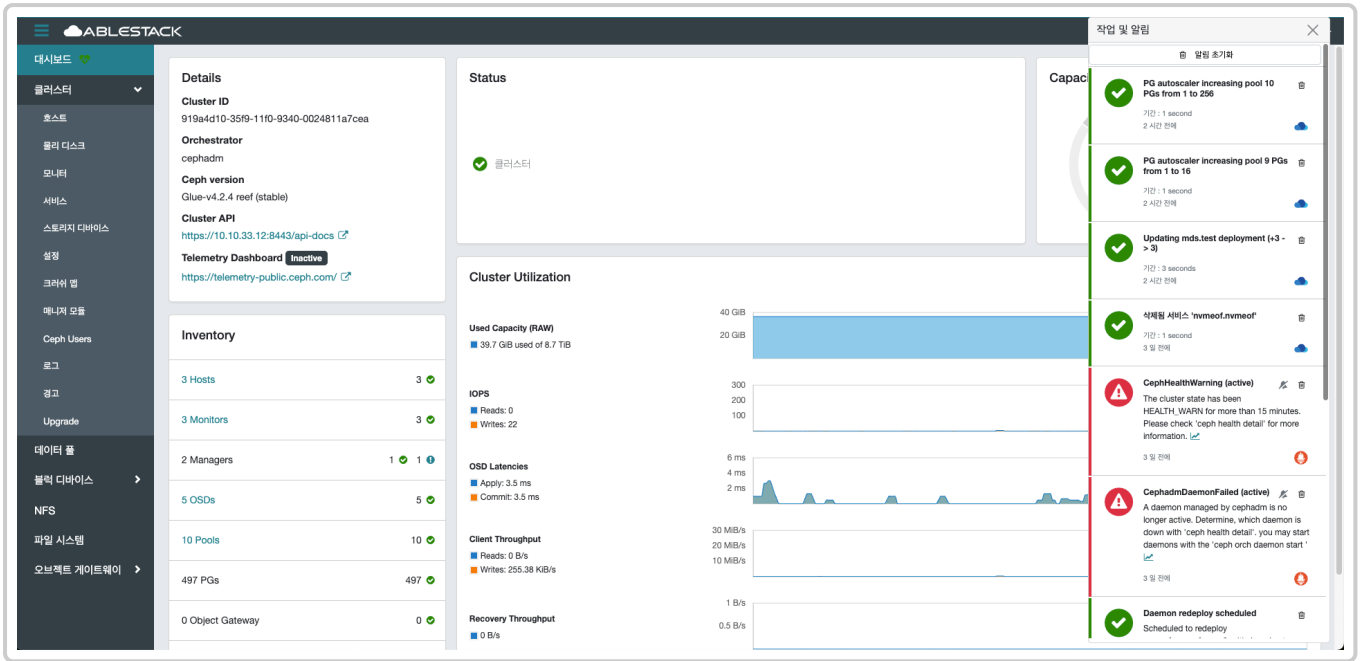 ABLESTACK
대시보드
클러스터
호스트
물리 디스크
모니터
서비스
스토리지 디바이스
설정
크러쉬 맵
매니저 모듈
Ceph Users
로그
경고
Upgrade
데이터 풀
블럭 디바이스
NFS
파일 시스템
오브젝트 게이트웨이
Details
Cluster ID
919a4d10-35f9-11f0-9340-0024811a7cea
Orchestrator
cephadm
Ceph version
Glue-v4.2.4 reef (stable)
Cluster API
https://10.10.33.12:8443/api-docs
Telemetry Dashboard Inactive
https://telemetry-public.ceph.com/
Inventory
3 Hosts 3
3 Monitors 3
2 Managers 1 1
5 OSDs 5
10 Pools 10
497 PGs 497
0 Object Gateway 0
Status
클러스터
Capaci
Cluster Utilization
Used Capacity (RAW)
39.7 GiB used of 8.7 TiB
40 GiB
20 GiB
IOPS
Reads: 0
Writes: 22
300
200
100
OSD Latencies
Apply: 3.5 ms
Commit: 3.5 ms
6 ms
4 ms
2 ms
Client Throughput
Reads: 0 B/s
Writes: 255.38 KiB/s
30 MiB/s
20 MiB/s
10 MiB/s
Recovery Throughput
0 B/s
1 B/s
0.5 B/s
작업 및 알림
알림 초기화
PG autoscaler increasing pool 10
PGs from 1 to 256
기간 : 1 second
2 시간 전에
PG autoscaler increasing pool 9 PGs
from 1 to 16
기간 : 1 second
2 시간 전에
Updating mds.test deployment (+3 -
> 3)
기간 : 3 seconds
2 시간 전에
삭제됨 서비스 'nvmeof.nvmeof'
기간 : 1 second
3 일 전에
CephHealthWarning (active)
The cluster state has been
HEALTH_WARN for more than 15 minutes.
Please check 'ceph health detail' for more
information.
3 일 전에
CephadmDaemonFailed (active)
A daemon managed by cephadm is no
longer active. Determine, which daemon is
down with 'ceph health detail'. you may start
daemons with the 'ceph orch daemon start '
3 일 전에
Daemon redeploy scheduled
Scheduled to redeploy